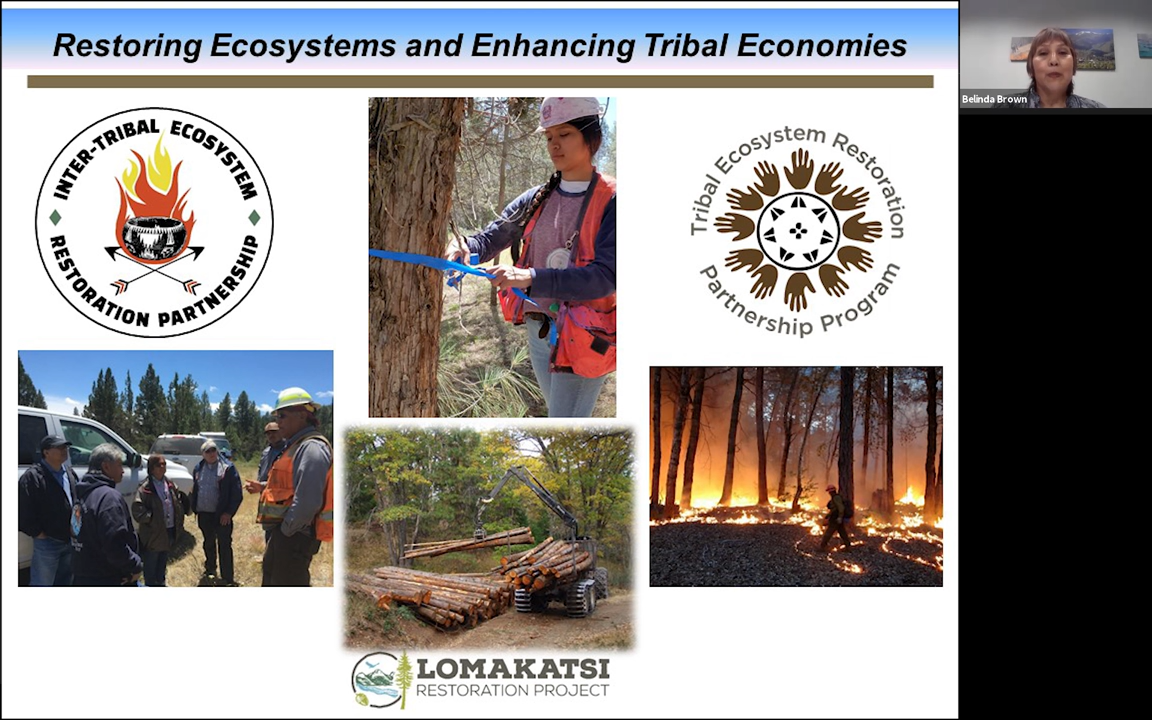 Restoring Ecosystems and Enhancing Tribal Economies
Belinda Brown
INTER-TRIBAL ECOSYSTEM
RESTORATION PARTNERSHIP
Tribal Ecosystem Restoration
Partnership Program
LOMAKATSI
RESTORATION PROJECT